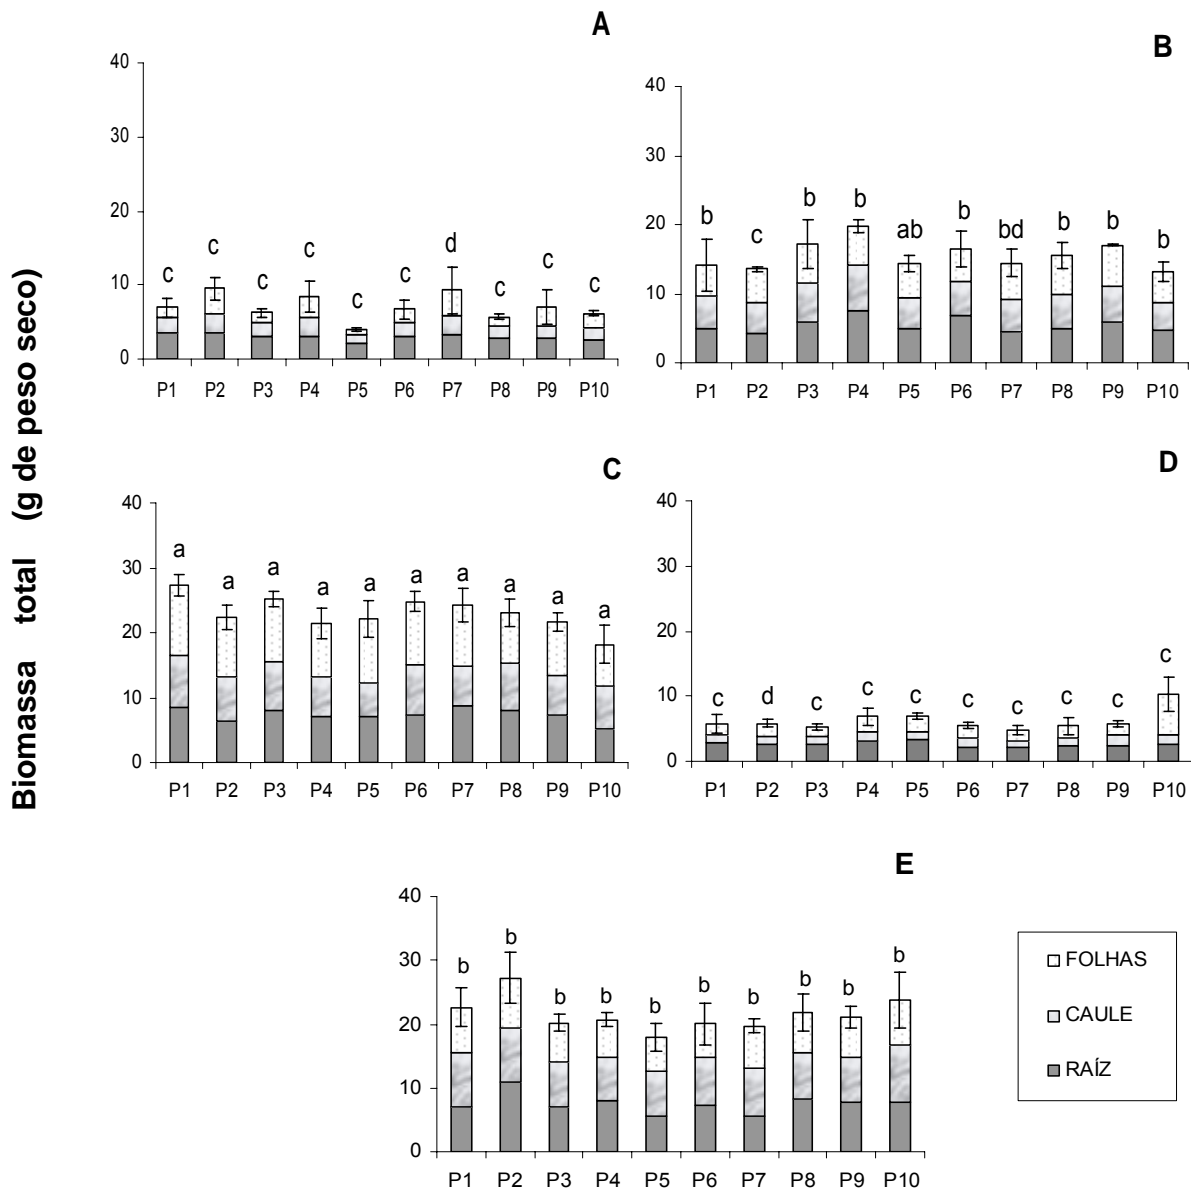 Biomassa total (g de peso seco)
A
40
30
20
10
0
c c c c c c d c c c
P1 P2 P3 P4 P5 P6 P7 P8 P9 P10
B
40
30
20
10
0
b c b b ab b bd b b b
P1 P2 P3 P4 P5 P6 P7 P8 P9 P10
C
40
30
20
10
0
a a a a a a a a a a
P1 P2 P3 P4 P5 P6 P7 P8 P9 P10
D
40
30
20
10
0
c d c c c c c c c c
P1 P2 P3 P4 P5 P6 P7 P8 P9 P10
E
40
30
20
10
0
b b b b b b b b b b
P1 P2 P3 P4 P5 P6 P7 P8 P9 P10
FOLHAS
CAULE
RAÍZ